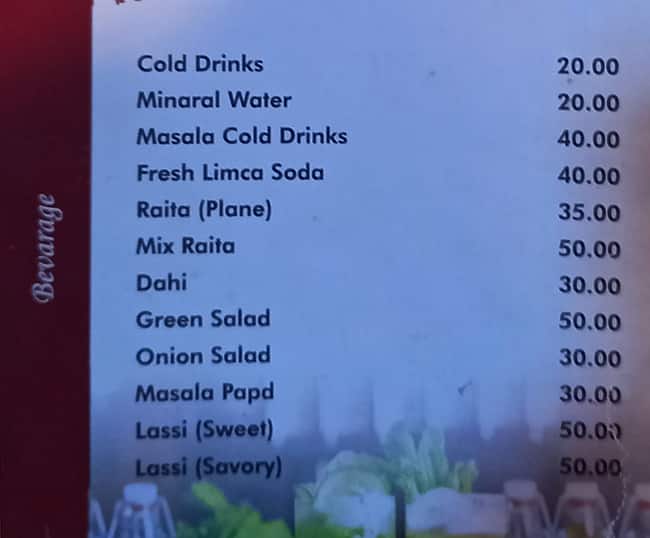 Bevarage
Cold Drinks 20.00
Minaral Water 20.00
Masala Cold Drinks 40.00
Fresh Limca Soda 40.00
Raita (Plane) 35.00
Mix Raita 50.00
Dahi 30.00
Green Salad 50.00
Onion Salad 30.00
Masala Papd 30.00
Lassi (Sweet) 50.00
Lassi (Savory) 50.00